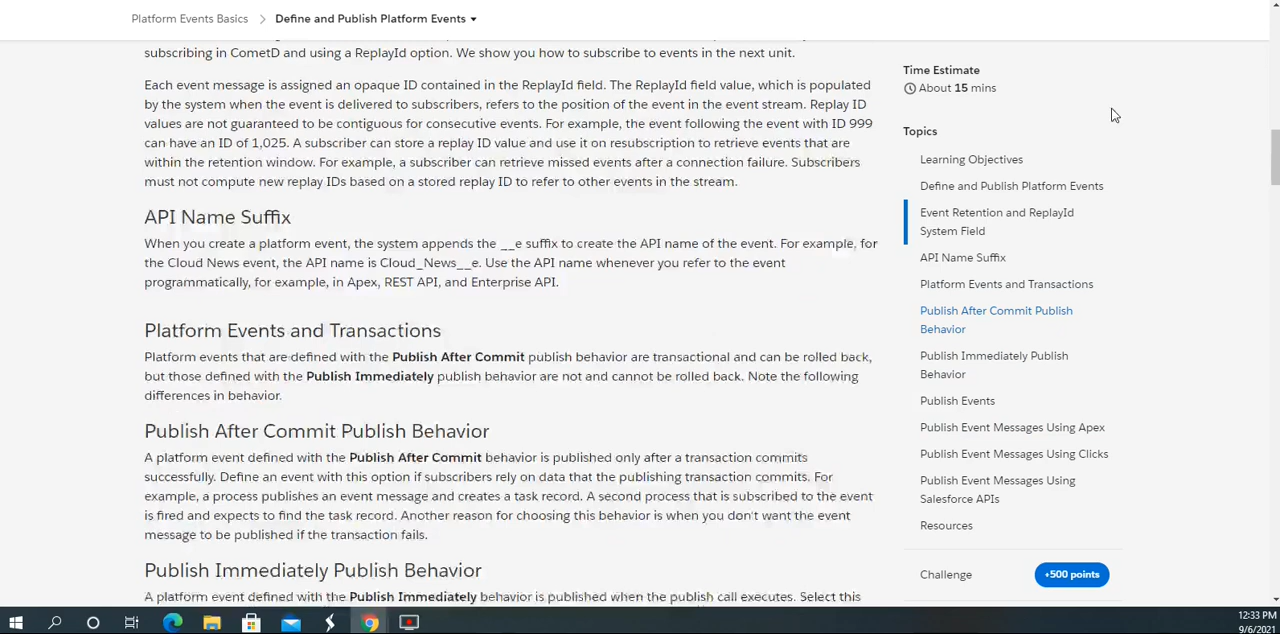 Platform Events Basics > Define and Publish Platform Events
subscribing in CometD and using a ReplayId option. We show you how to subscribe to events in the next unit.
Each event message is assigned an opaque ID contained in the ReplayId field. The ReplayId field value, which is populated
by the system when the event is delivered to subscribers, refers to the position of the event in the event stream. Replay ID
values are not guaranteed to be contiguous for consecutive events. For example, the event following the event with ID 999
can have an ID of 1,025. A subscriber can store a replay ID value and use it on resubscription to retrieve events that are
within the retention window. For example, a subscriber can retrieve missed events after a connection failure. Subscribers
must not compute new replay IDs based on a stored replay ID to refer to other events in the stream.
API Name Suffix
When you create a platform event, the system appends the __e suffix to create the API name of the event. For example, for
the Cloud News event, the API name is Cloud_News__e. Use the API name whenever you refer to the event
programmatically, for example, in Apex, REST API, and Enterprise API.
Platform Events and Transactions
Platform events that are defined with the Publish After Commit publish behavior are transactional and can be rolled back,
but those defined with the Publish Immediately publish behavior are not and cannot be rolled back. Note the following
differences in behavior.
Publish After Commit Publish Behavior
A platform event defined with the Publish After Commit behavior is published only after a transaction commits
successfully. Define an event with this option if subscribers rely on data that the publishing transaction commits. For
example, a process publishes an event message and creates a task record. A second process that is subscribed to the event
is fired and expects to find the task record. Another reason for choosing this behavior is when you don't want the event
message to be published if the transaction fails.
Publish Immediately Publish Behavior
A platform event defined with the Publish Immediately behavior is published when the publish call executes. Select this
Time Estimate
About 15 mins
Topics
Learning Objectives
Define and Publish Platform Events
Event Retention and ReplayId
System Field
API Name Suffix
Platform Events and Transactions
Publish After Commit Publish
Behavior
Publish Immediately Publish
Behavior
Publish Events
Publish Event Messages Using Apex
Publish Event Messages Using Clicks
Publish Event Messages Using
Salesforce APIs
Resources
Challenge
+500 points
12:33 PM
9/6/2021